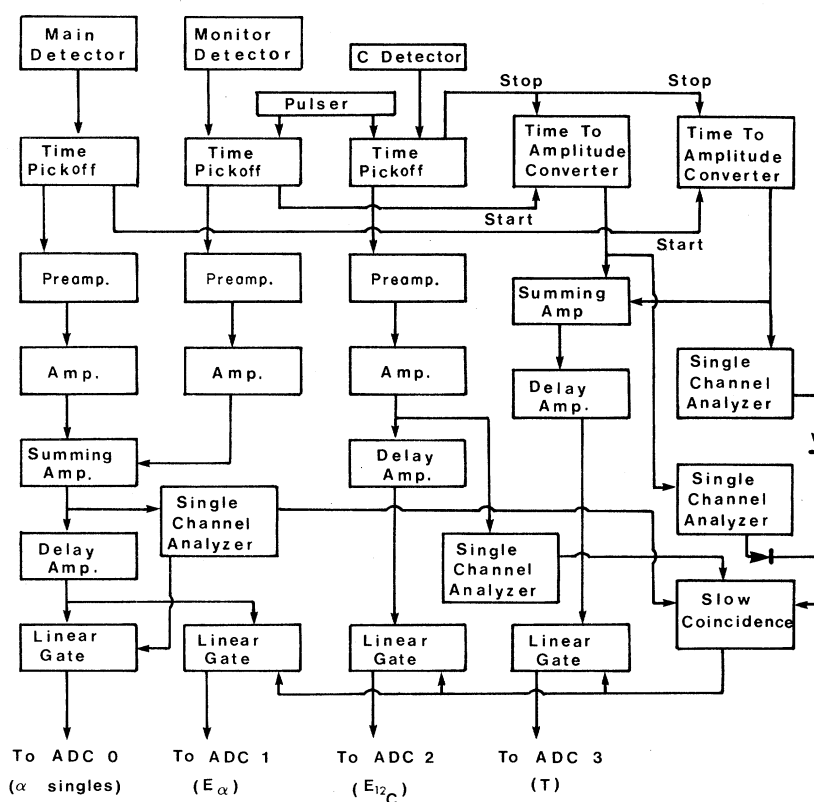 Main
Detector
Monitor
Detector
C Detector
Pulser
Stop
Stop
Time
Pickoff
Time
Pickoff
Time
Pickoff
Time To
Amplitude
Converter
Time To
Amplitude
Converter
Start
Start
Preamp.
Preamp.
Preamp.
Summing
Amp
Amp.
Amp.
Amp.
Delay
Amp.
Single
Channel
Analyzer
Summing
Amp.
Delay
Amp.
Single
Channel
Analyzer
Single
Channel
Analyzer
Delay
Amp.
Single
Channel
Analyzer
Slow
Coincidence
Linear
Gate
Linear
Gate
Linear
Gate
Linear
Gate
To ADC 0
(α singles)
To ADC 1
(Eα)
To ADC 2
(E12C)
To ADC 3
(T)